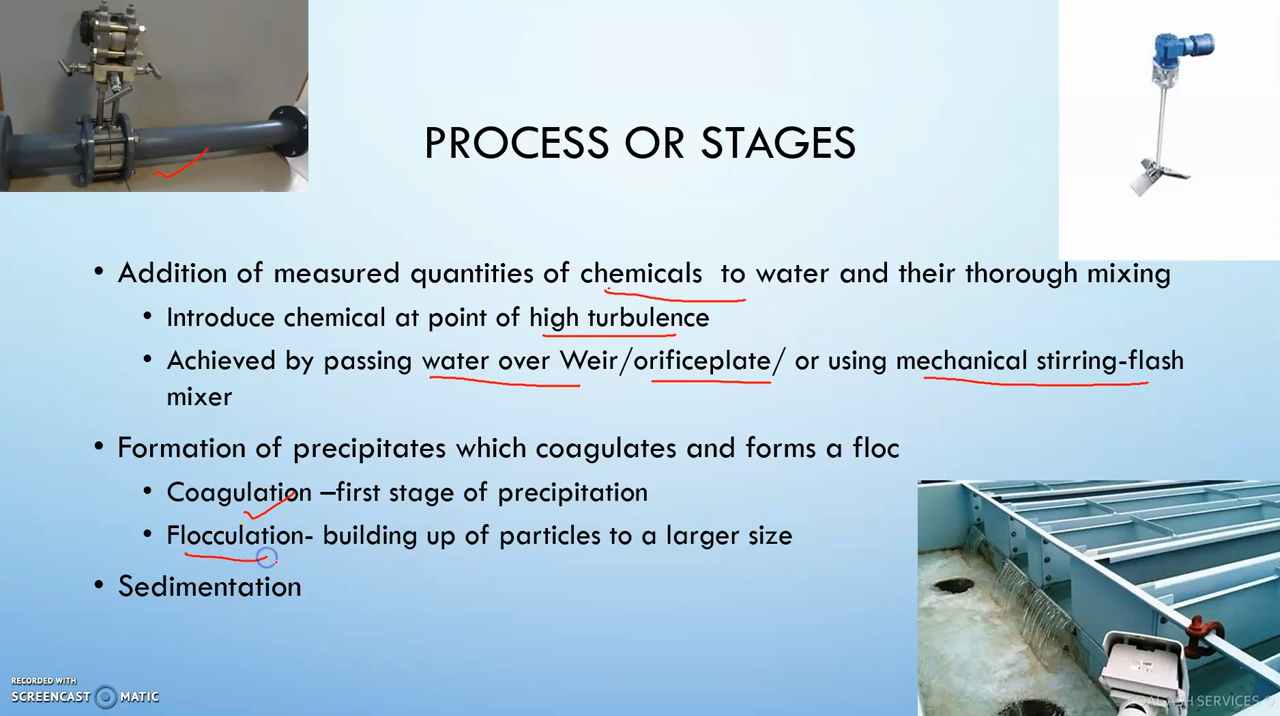 PROCESS OR STAGES
• Addition of measured quantities of chemicals to water and their thorough mixing
• Introduce chemical at point of high turbulence
• Achieved by passing water over Weir/orificeplate/ or using mechanical stirring-flash
mixer
• Formation of precipitates which coagulates and forms a floc
• Coagulation –first stage of precipitation
• Flocculation- building up of particles to a larger size
• Sedimentation
RECORDED WITH
SCREENCAST MATIC
SERVICES